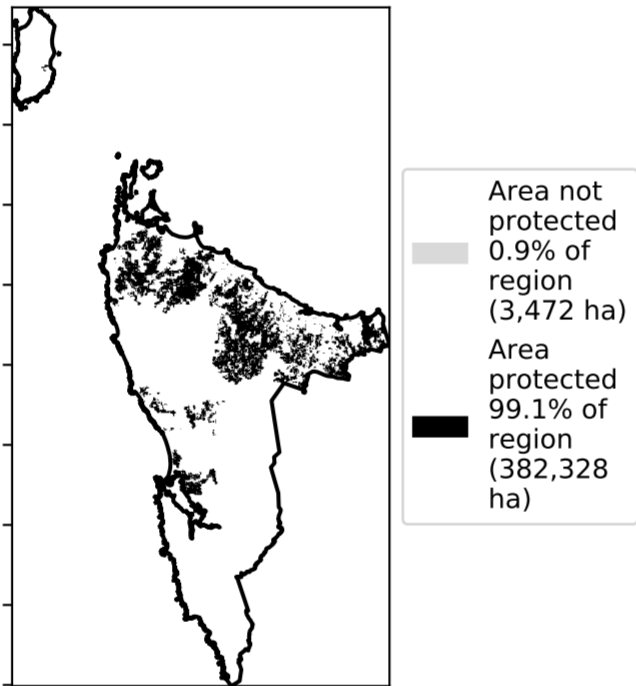 Area not
protected
0.9% of
region
(3,472 ha)
Area
protected
99.1% of
region
(382,328
ha)